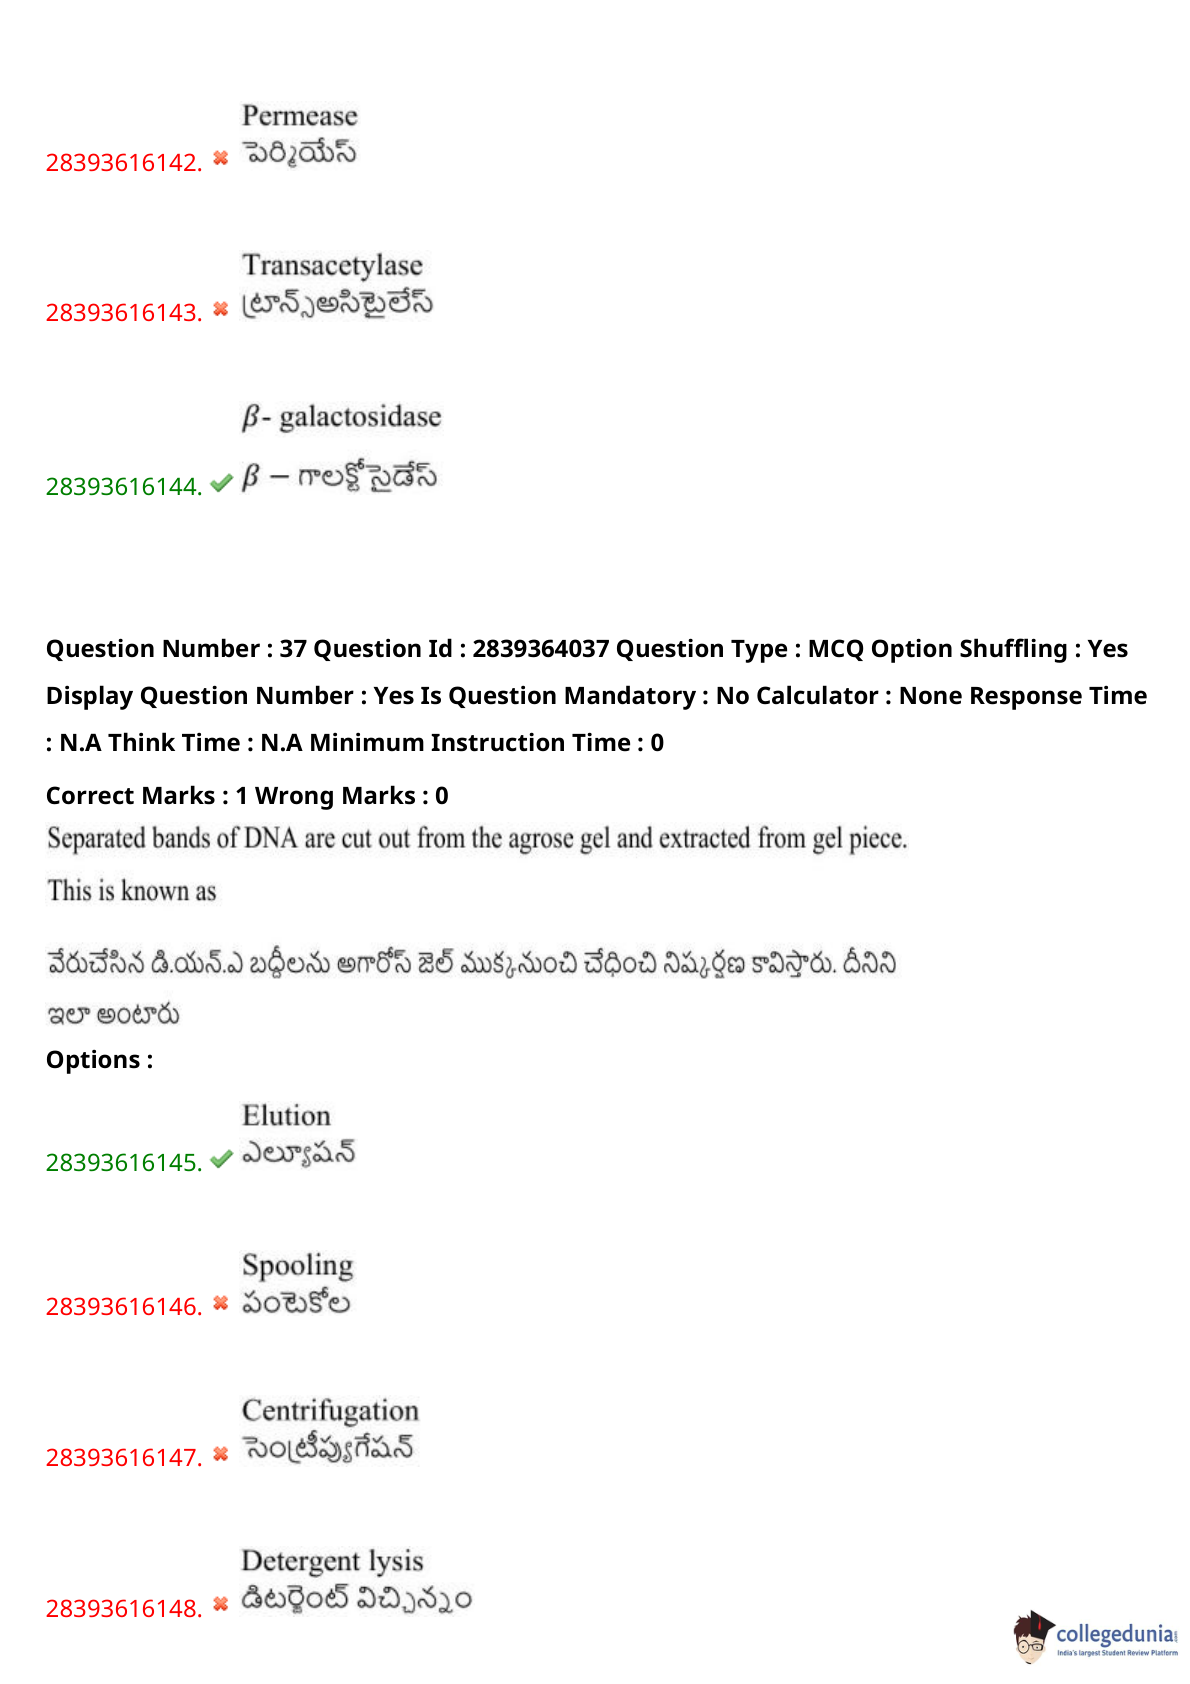 Permease
28393616142. పెర్మియేస్
Transacetylase
28393616143. ట్రాన్స్అసిటైలేస్
β- galactosidase
28393616144. β – గాలక్టోసైడేస్
Question Number : 37 Question Id : 2839364037 Question Type : MCQ Option Shuffling : Yes
Display Question Number : Yes Is Question Mandatory : No Calculator : None Response Time
: N.A Think Time : N.A Minimum Instruction Time : 0
Correct Marks : 1 Wrong Marks : 0
Separated bands of DNA are cut out from the agrose gel and extracted from gel piece.
This is known as
వేరుచేసిన డి.యన్.ఎ బద్దీలను అగారోస్ జెల్ ముక్కనుంచి చేధించి నిష్కర్షణ కావిస్తారు. దీనిని
ఇలా అంటారు
Options :
Elution
28393616145. ఎల్యూషన్
Spooling
28393616146. పంటెకోల
Centrifugation
28393616147. సెంట్రీప్యుగేషన్
Detergent lysis
28393616148. డిటర్జెంట్ విచ్చిన్నం
collegedunia
India's largest Student Review Platform